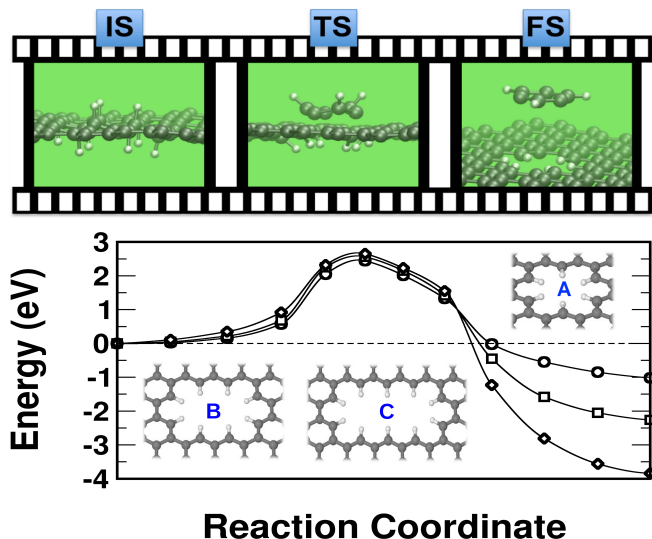 IS TS FS
3
2
1
0
-1
-2
-3
-4
Energy (eV)
A
B C
Reaction Coordinate